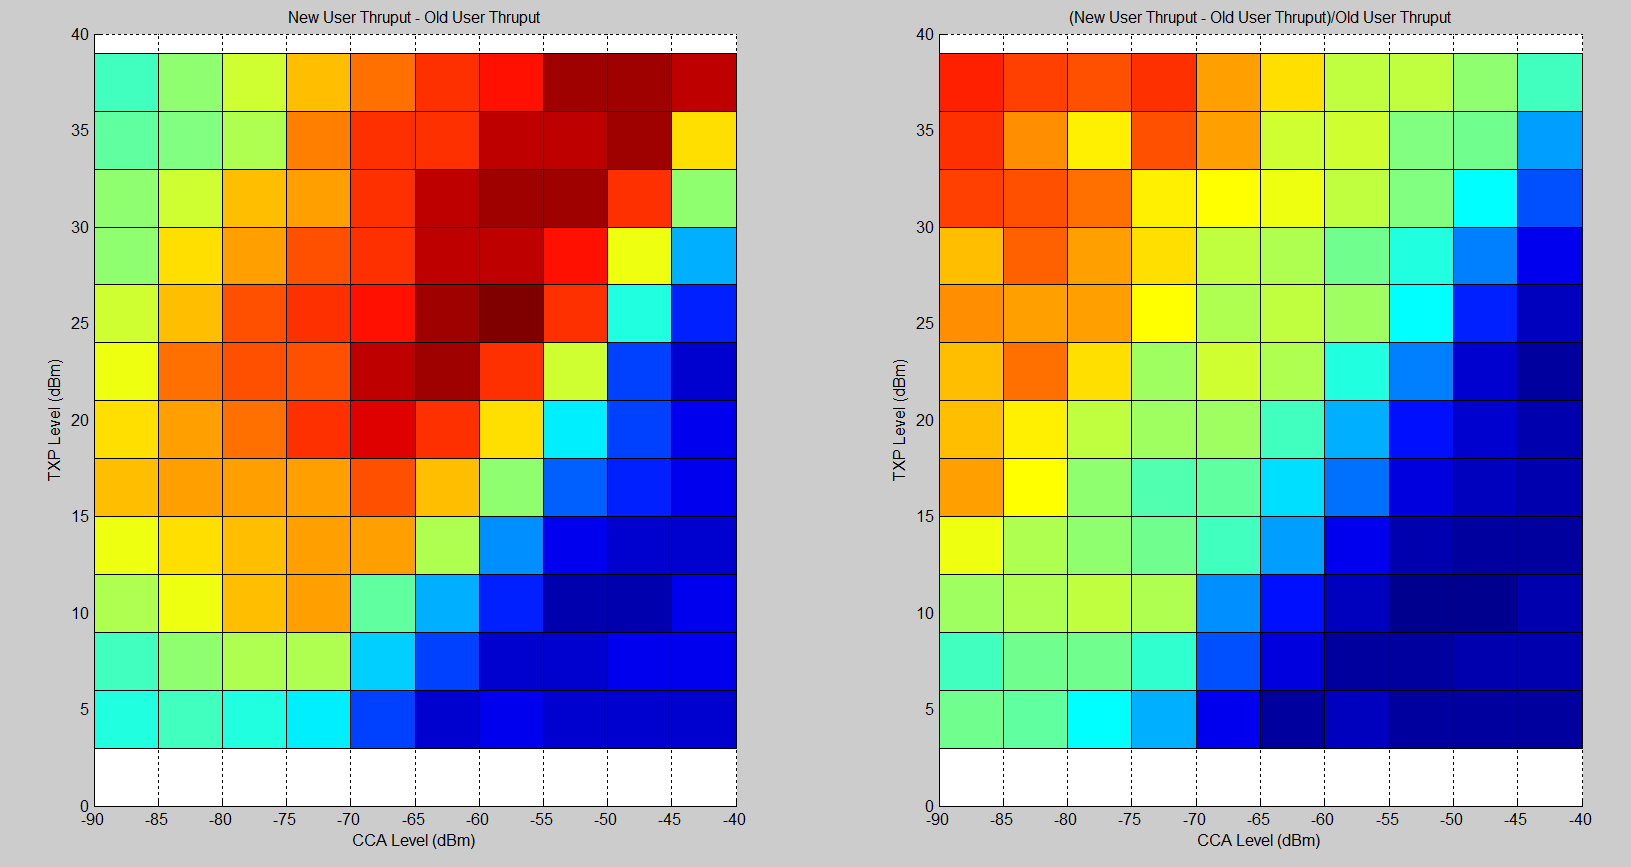 New User Thruput - Old User Thruput
40
35
30
25
20
15
10
5
0
TXP Level (dBm)
-90 -85 -80 -75 -70 -65 -60 -55 -50 -45 -40
CCA Level (dBm)
(New User Thruput - Old User Thruput)/Old User Thruput
40
35
30
25
20
15
10
5
0
TXP Level (dBm)
-90 -85 -80 -75 -70 -65 -60 -55 -50 -45 -40
CCA Level (dBm)